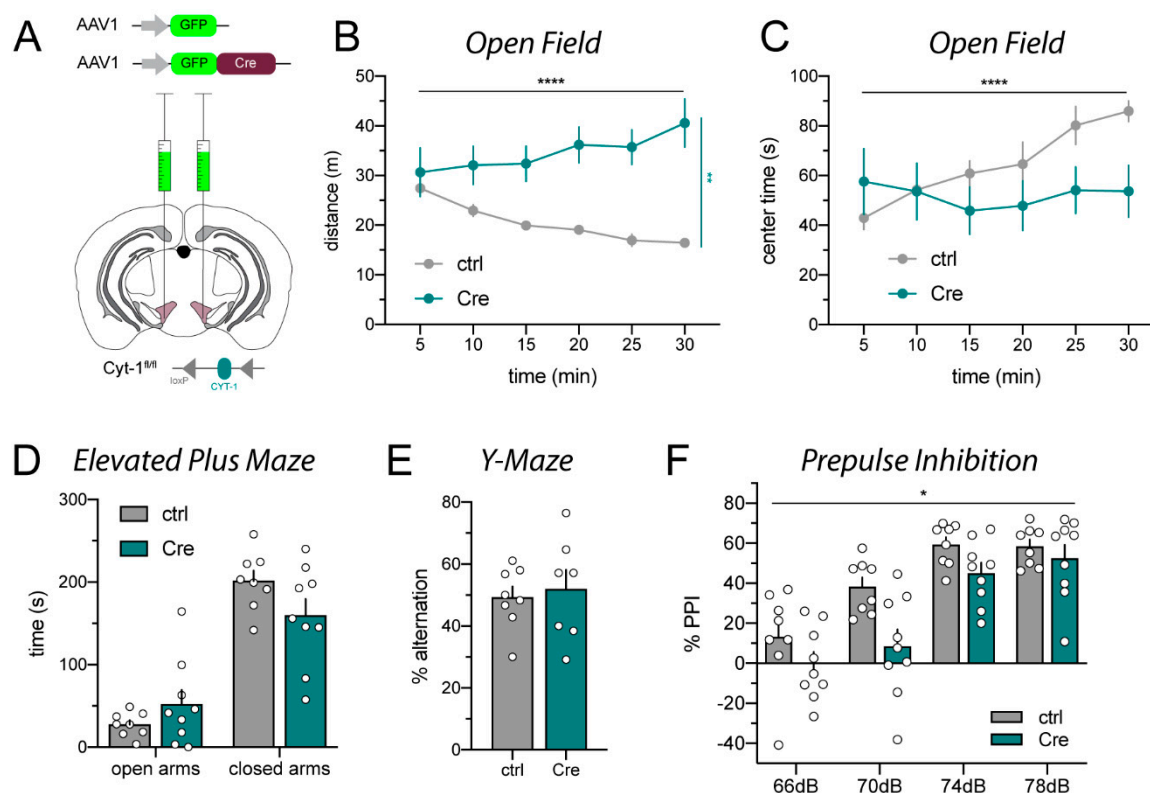 A
AAV1 GFP
AAV1 GFP Cre
Cyt-1fl/fl
loxP
CYT-1
B Open Field
****
distance (m)
50
40
30
20
10
0
**
ctrl
Cre
5 10 15 20 25 30
time (min)
C Open Field
****
center time (s)
100
80
60
40
20
0
ctrl
Cre
5 10 15 20 25 30
time (min)
D Elevated Plus Maze
time (s)
300
200
100
0
ctrl
Cre
open arms closed arms
E Y-Maze
% alternation
80
60
40
20
0
ctrl Cre
F Prepulse Inhibition
*
% PPI
80
60
40
20
0
-20
-40
ctrl
Cre
66dB 70dB 74dB 78dB